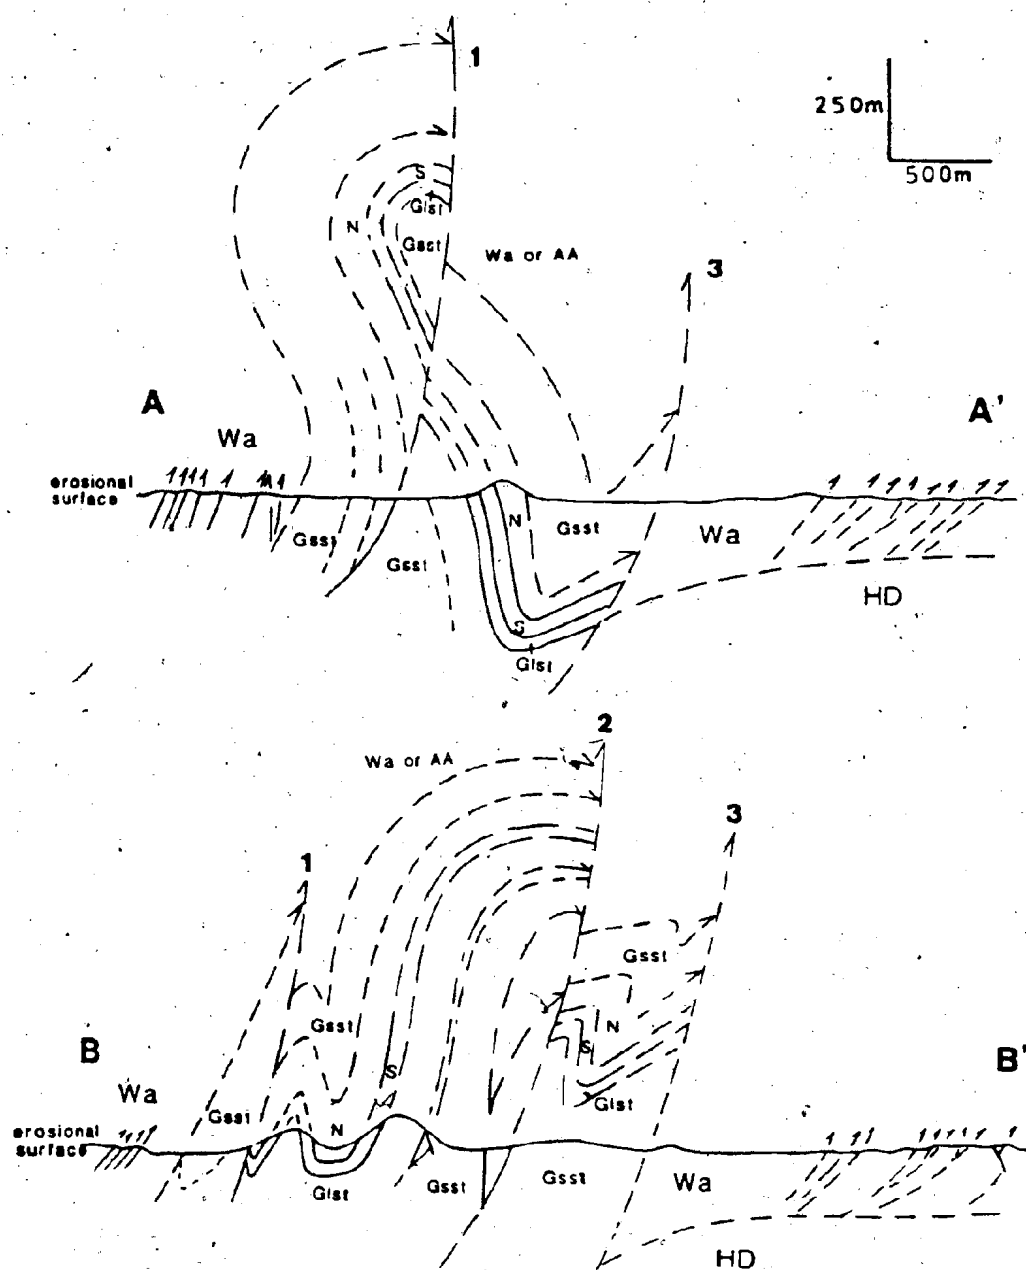 1
250m
500m
S
Glst
N
Gsst
Wa or AA
3
A
A'
Wa
erosional
surface
N
Gsst
Wa
Gsst
Gsst
HD
S
Glst
2
Wa or AA
3
1
Gsst
Gsst
N
B
S
S
B'
Wa
Glst
Gsst
erosional
surface
N
Glst
Gsst
Gsst
Wa
HD